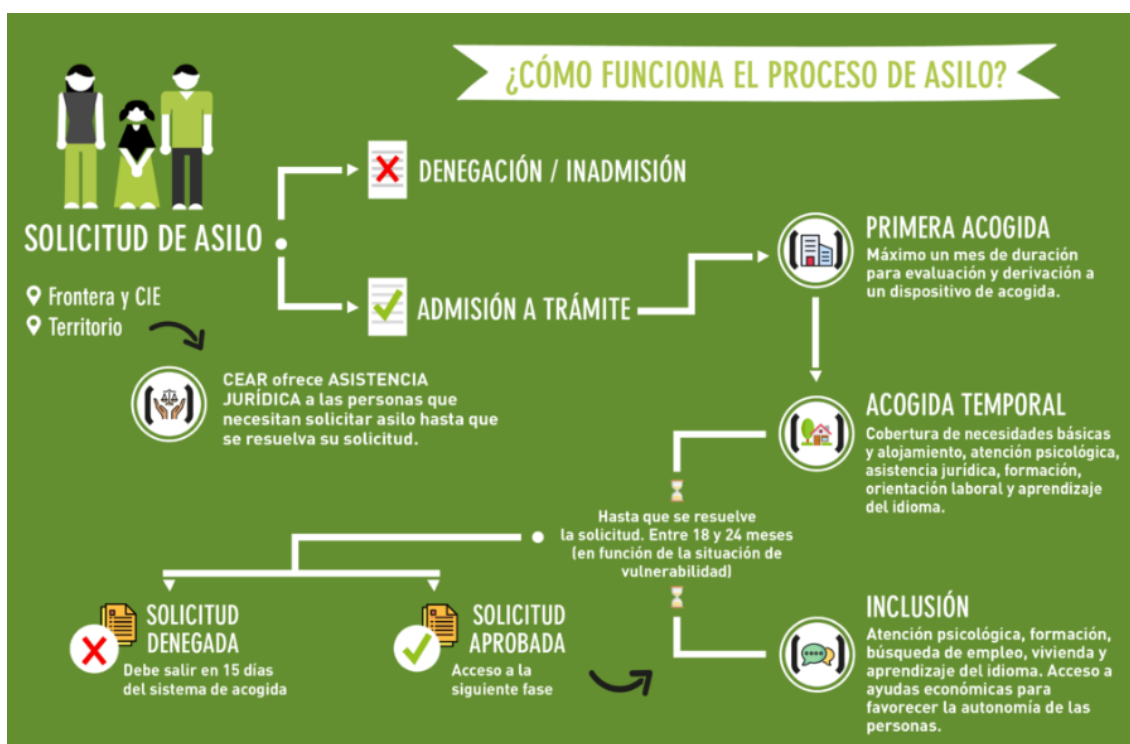 ¿CÓMO FUNCIONA EL PROCESO DE ASILO?
SOLICITUD DE ASILO
Frontera y CIE
Territorio
CEAR ofrece ASISTENCIA
JURÍDICA a las personas que
necesitan solicitar asilo hasta que
se resuelva su solicitud.
DENEGACIÓN / INADMISIÓN
ADMISIÓN A TRÁMITE
PRIMERA ACOGIDA
Máximo un mes de duración
para evaluación y derivación a
un dispositivo de acogida.
ACOGIDA TEMPORAL
Cobertura de necesidades básicas
y alojamiento, atención psicológica,
asistencia jurídica, formación,
orientación laboral y aprendizaje
del idioma.
Hasta que se resuelve
la solicitud. Entre 18 y 24 meses
(en función de la situación de
vulnerabilidad)
SOLICITUD
DENEGADA
Debe salir en 15 días
del sistema de acogida
SOLICITUD
APROBADA
Acceso a la
siguiente fase
INCLUSIÓN
Atención psicológica, formación,
búsqueda de empleo, vivienda y
aprendizaje del idioma. Acceso a
ayudas económicas para
favorecer la autonomía de las
personas.